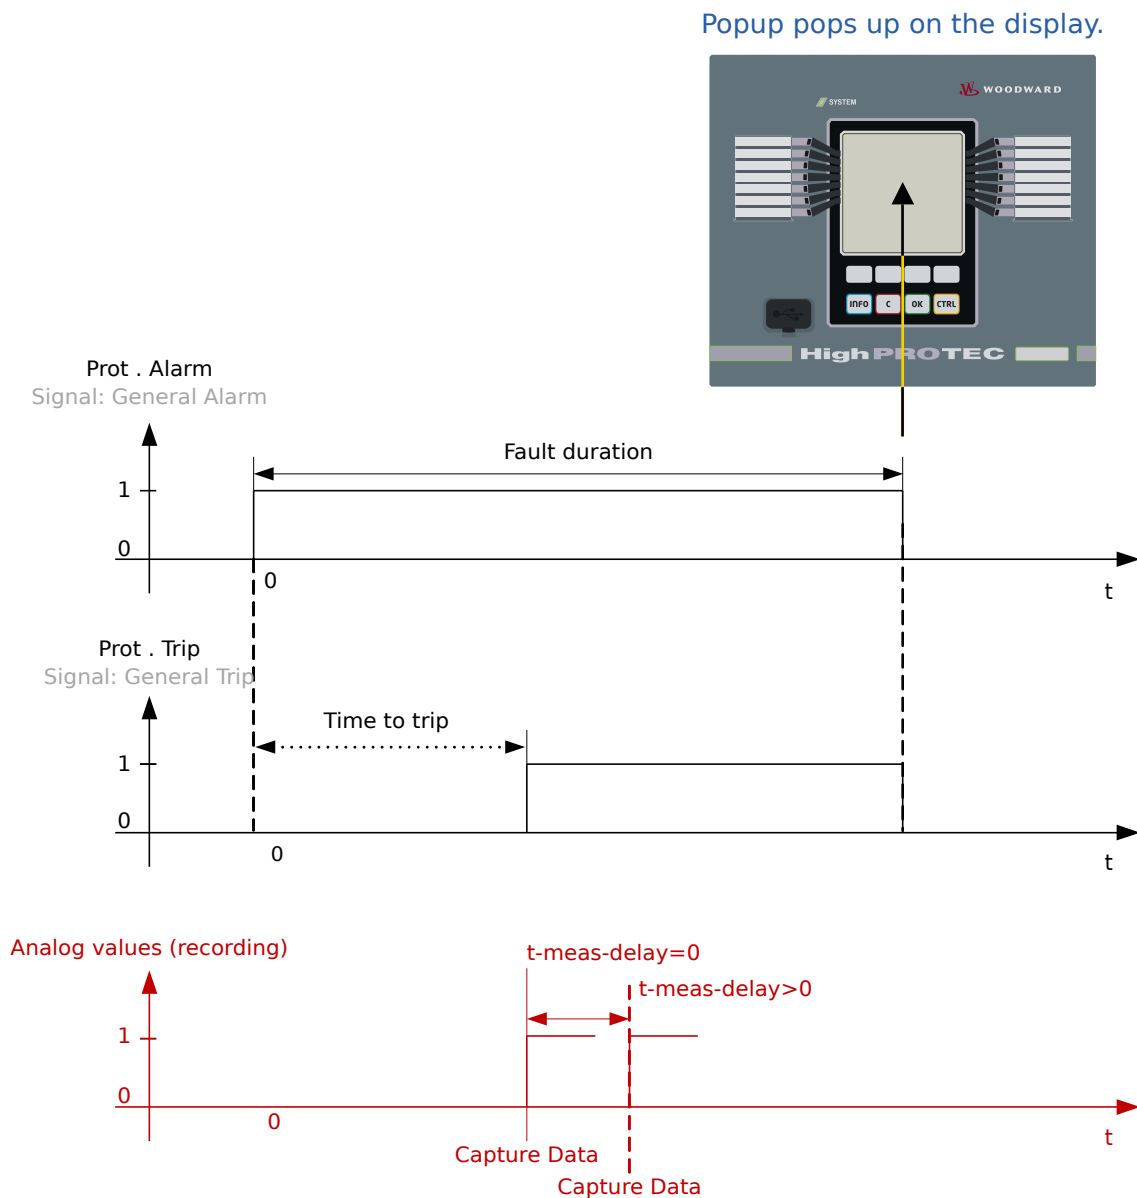 Popup pops up on the display.
WOODWARD
SYSTEM
INFO
C
OK
CTRL
HighPROTEC
Prot . Alarm
Signal: General Alarm
Fault duration
1
0
0
t
Prot . Trip
Signal: General Trip
Time to trip
1
0
0
t
Analog values (recording)
t-meas-delay=0
t-meas-delay>0
1
0
0
t
Capture Data
Capture Data